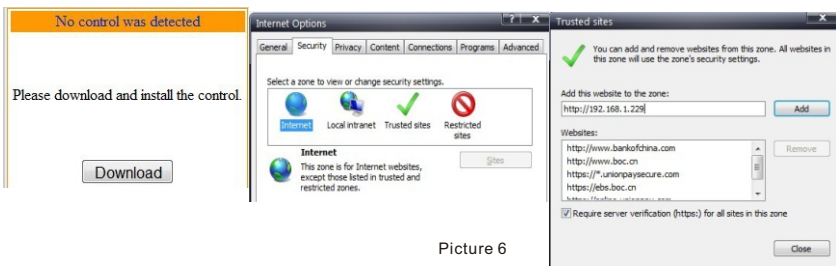 No control was detected
Please download and install the control.
Download
Internet Options
? X
General Security Privacy Content Connections Programs Advanced
Select a zone to view or change security settings.
Internet Local intranet Trusted sites Restricted
sites
Internet
This zone is for Internet websites,
except those listed in trusted and
restricted zones.
Sites
Trusted sites
X
You can add and remove websites from this zone. All websites in
this zone will use the zone's security settings.
Add this website to the zone:
http://192.168.1.229
Add
Websites:
http://www.bankofchina.com
http://www.boc.cn
https://*.unionpaysecure.com
https://ebs.boc.cn
Remove
Require server verification (https:) for all sites in this zone
Close
Picture 6